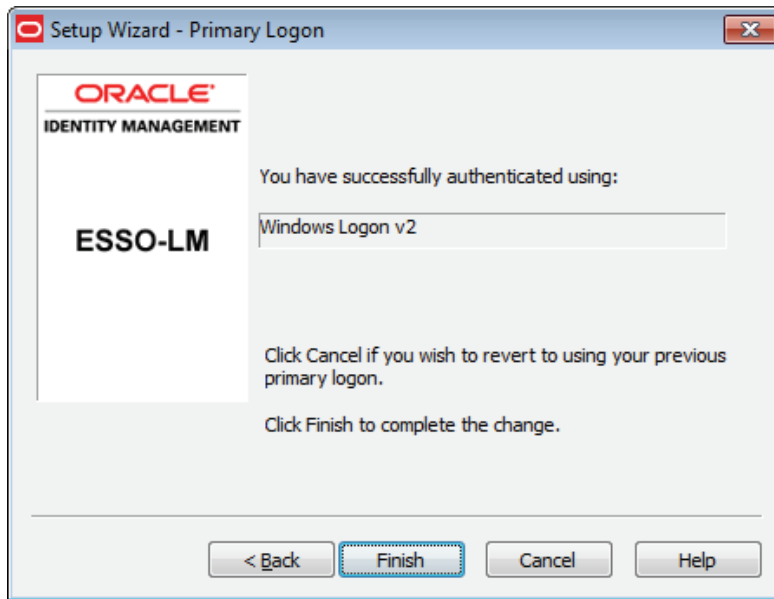 Setup Wizard - Primary Logon
ORACLE
IDENTITY MANAGEMENT
ESSO-LM
You have successfully authenticated using:
Windows Logon v2
Click Cancel if you wish to revert to using your previous
primary logon.
Click Finish to complete the change.
< Back
Finish
Cancel
Help